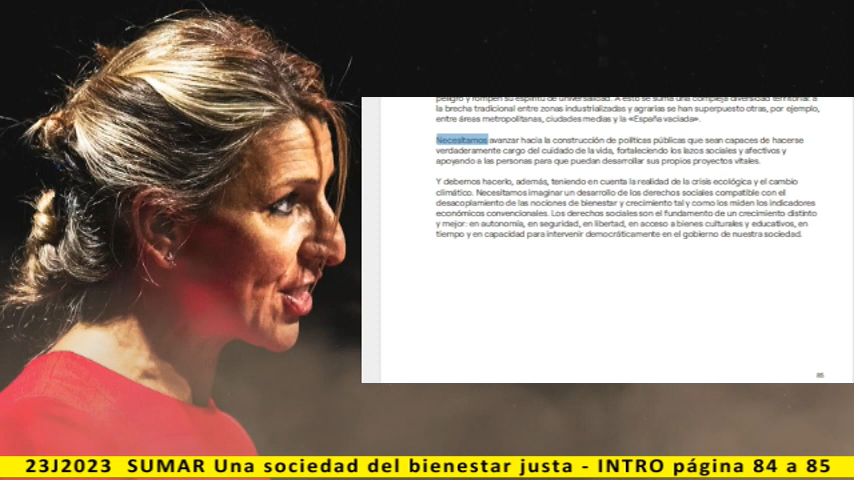 peligro y rompen su espíritu de universalidad. A esto se suma una compleja diversidad territorial: a
la brecha tradicional entre zonas industrializadas y agrarias se han superpuesto otras, por ejemplo,
entre áreas metropolitanas, ciudades medias y la «España vaciada».
Necesitamos avanzar hacia la construcción de políticas públicas que sean capaces de hacerse
verdaderamente cargo del cuidado de la vida, fortaleciendo los lazos sociales y afectivos y
apoyando a las personas para que puedan desarrollar sus propios proyectos vitales.
Y debemos hacerlo, además, teniendo en cuenta la realidad de la crisis ecológica y el cambio
climático. Necesitamos imaginar un desarrollo de los derechos sociales compatible con el
desacoplamiento de las nociones de bienestar y crecimiento tal y como los miden los indicadores
económicos convencionales. Los derechos sociales son el fundamento de un crecimiento distinto
y mejor: en autonomía, en seguridad, en libertad, en acceso a bienes culturales y educativos, en
tiempo y en capacidad para intervenir democráticamente en el gobierno de nuestra sociedad.
85
23J2023 SUMAR Una sociedad del bienestar justa - INTRO página 84 a 85